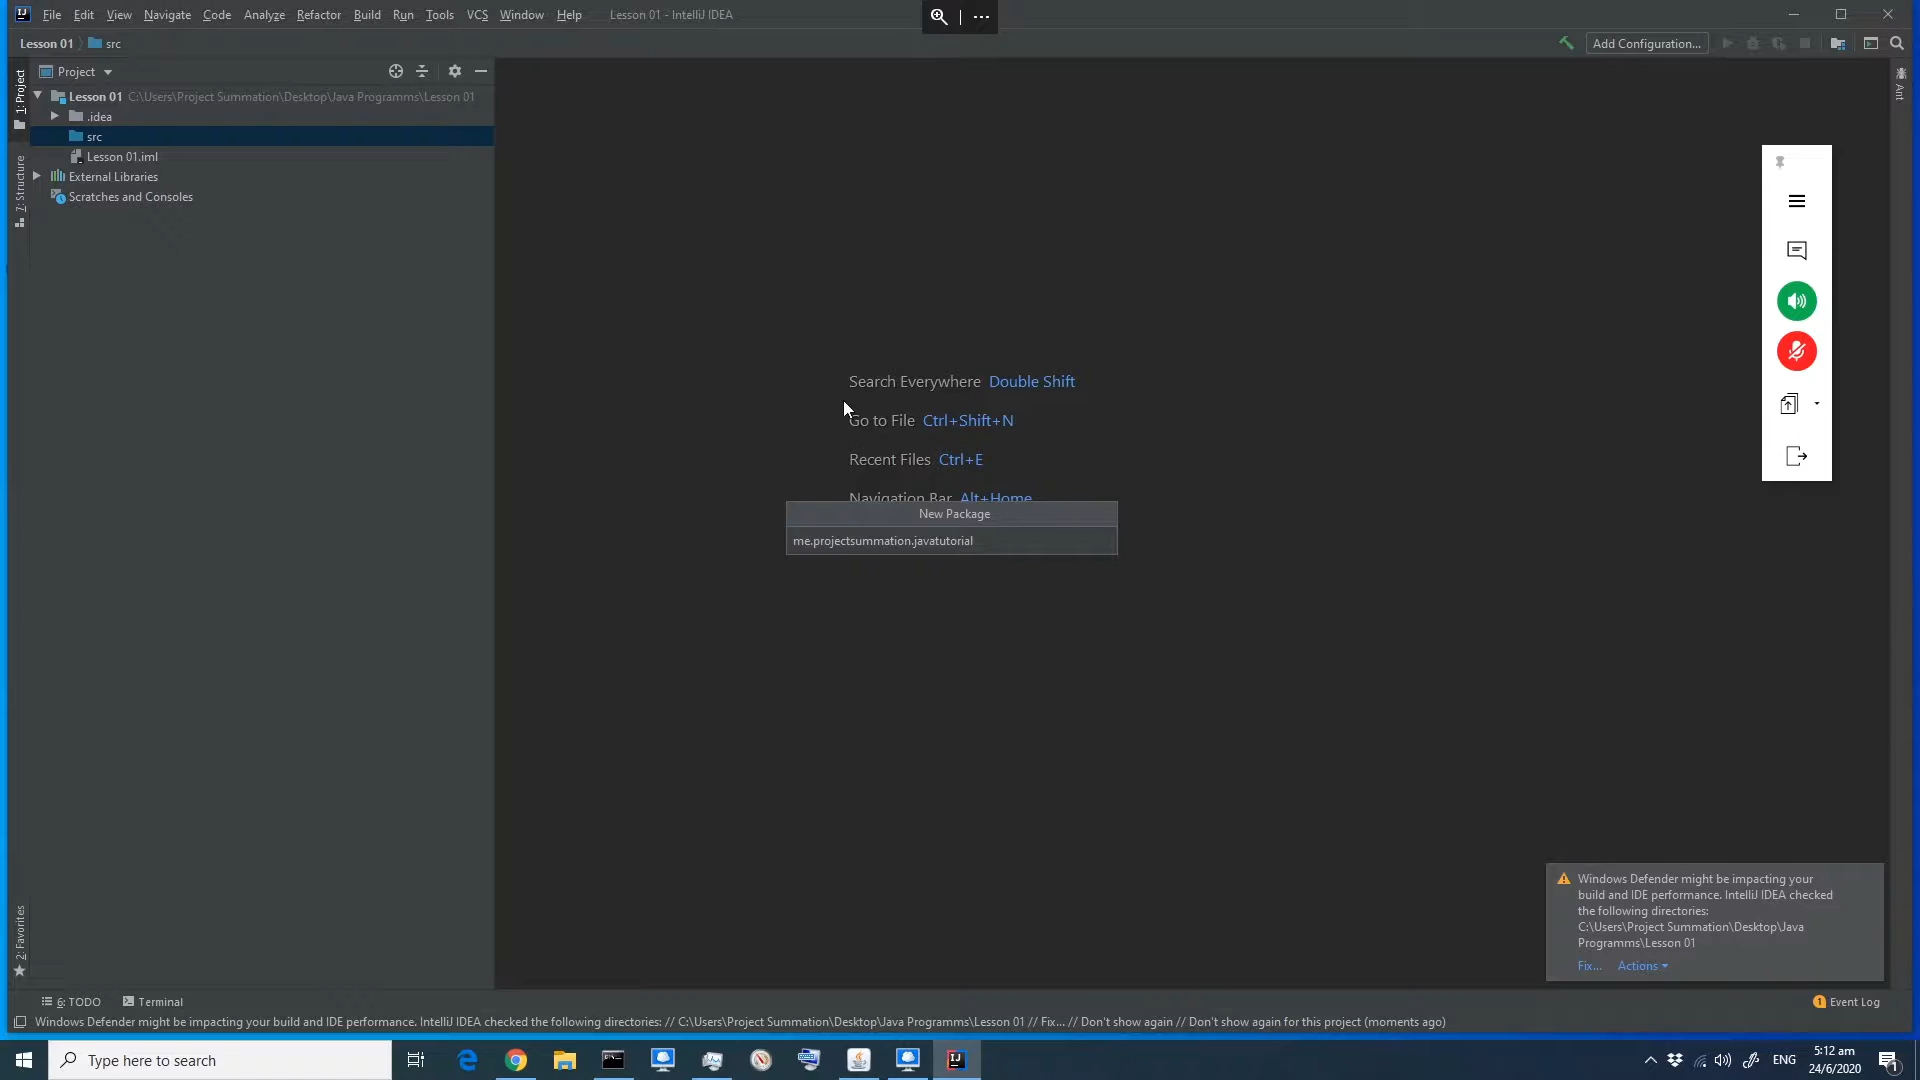 File Edit View Navigate Code Analyze Refactor Build Run Tools VCS Window Help Lesson 01 - IntelliJ IDEA
Lesson 01 src Add Configuration...
Project
1: Project
Ant
Lesson 01 C:\Users\Project Summation\Desktop\Java Programms\Lesson 01
.idea
src
Lesson 01.iml
External Libraries
Scratches and Consoles
7: Structure
Search Everywhere Double Shift
Go to File Ctrl+Shift+N
Recent Files Ctrl+E
Navigation Bar Alt+Home
New Package
me.projectsummation.javatutorial
Windows Defender might be impacting your
build and IDE performance. IntelliJ IDEA checked
the following directories:
C:\Users\Project Summation\Desktop\Java
Programms\Lesson 01
Fix... Actions
2: Favorites
6: TODO Terminal 1 Event Log
Windows Defender might be impacting your build and IDE performance. IntelliJ IDEA checked the following directories: // C:\Users\Project Summation\Desktop\Java Programms\Lesson 01 // Fix... // Don't show again // Don't show again for this project (moments ago)
Type here to search
ENG
5:12 am
24/6/2020
1